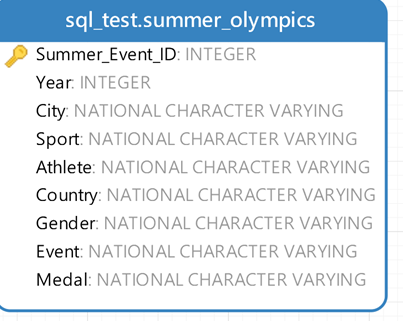 sql_test.summer_olympics
Summer_Event_ID: INTEGER
Year: INTEGER
City: NATIONAL CHARACTER VARYING
Sport: NATIONAL CHARACTER VARYING
Athlete: NATIONAL CHARACTER VARYING
Country: NATIONAL CHARACTER VARYING
Gender: NATIONAL CHARACTER VARYING
Event: NATIONAL CHARACTER VARYING
Medal: NATIONAL CHARACTER VARYING